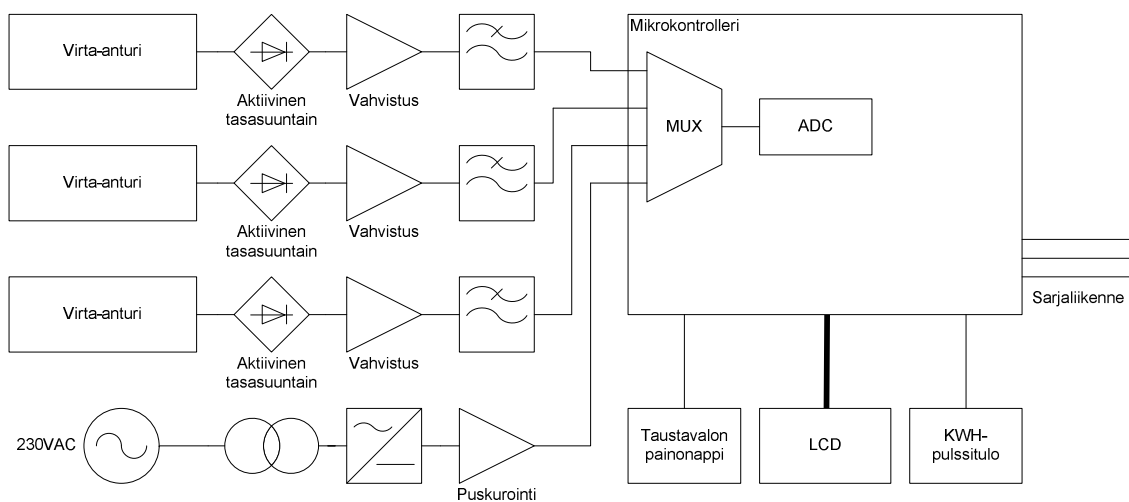 Virta-anturi
Aktiivinen
tasasuuntain
Vahvistus
Mikrokontrolleri
MUX
ADC
Virta-anturi
Aktiivinen
tasasuuntain
Vahvistus
Virta-anturi
Aktiivinen
tasasuuntain
Vahvistus
Sarjaliikenne
230VAC
Puskurointi
Taustavalon
painonappi
LCD
KWH-
pulssitulo